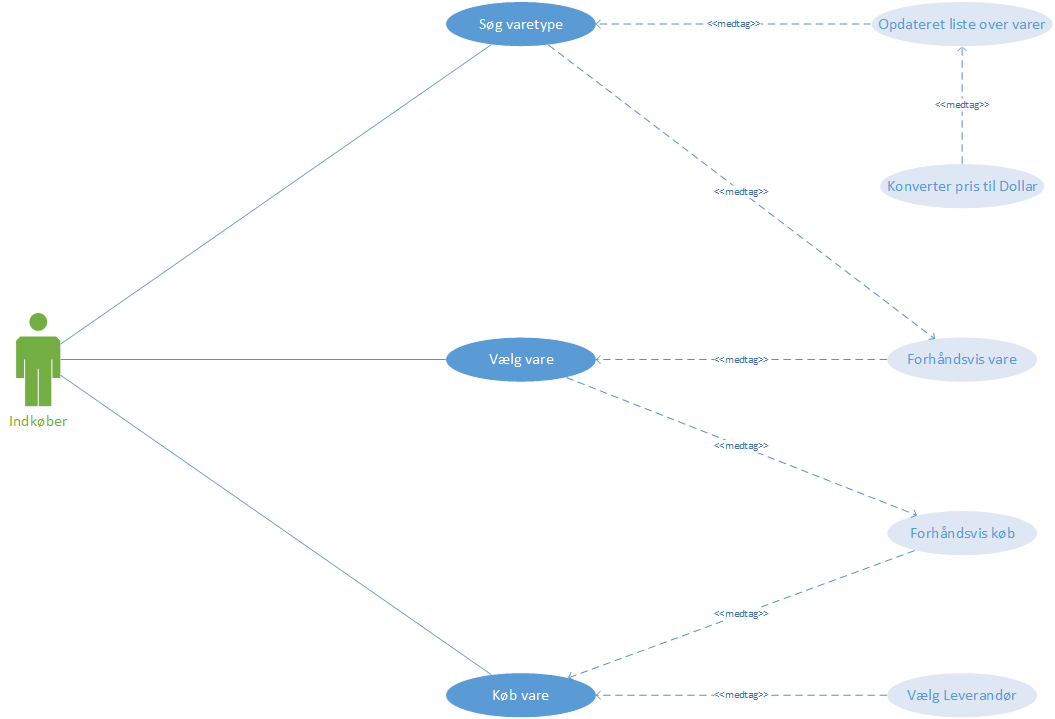 Søg varetype
<<medtag>>
Opdateret liste over varer
<<medtag>>
Konverter pris til Dollar
<<medtag>>
Vælg vare
<<medtag>>
Forhåndsvis vare
Indkøber
<<medtag>>
Forhåndsvis køb
<<medtag>>
Køb vare
<<medtag>>
Vælg Leverandør